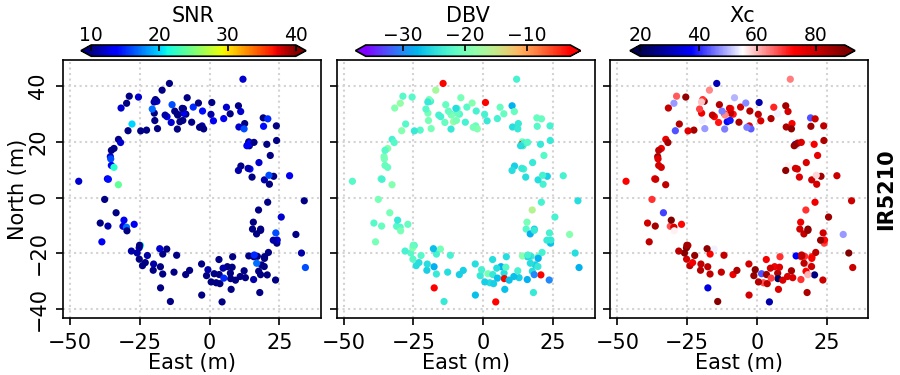 SNR DBV Xc
10 20 30 40 −30 −20 −10 20 40 60 80
40
20
0
−20
−40
North (m)
IR5210
−50 −25 0 25 −50 −25 0 25 −50 −25 0 25
East (m) East (m) East (m)